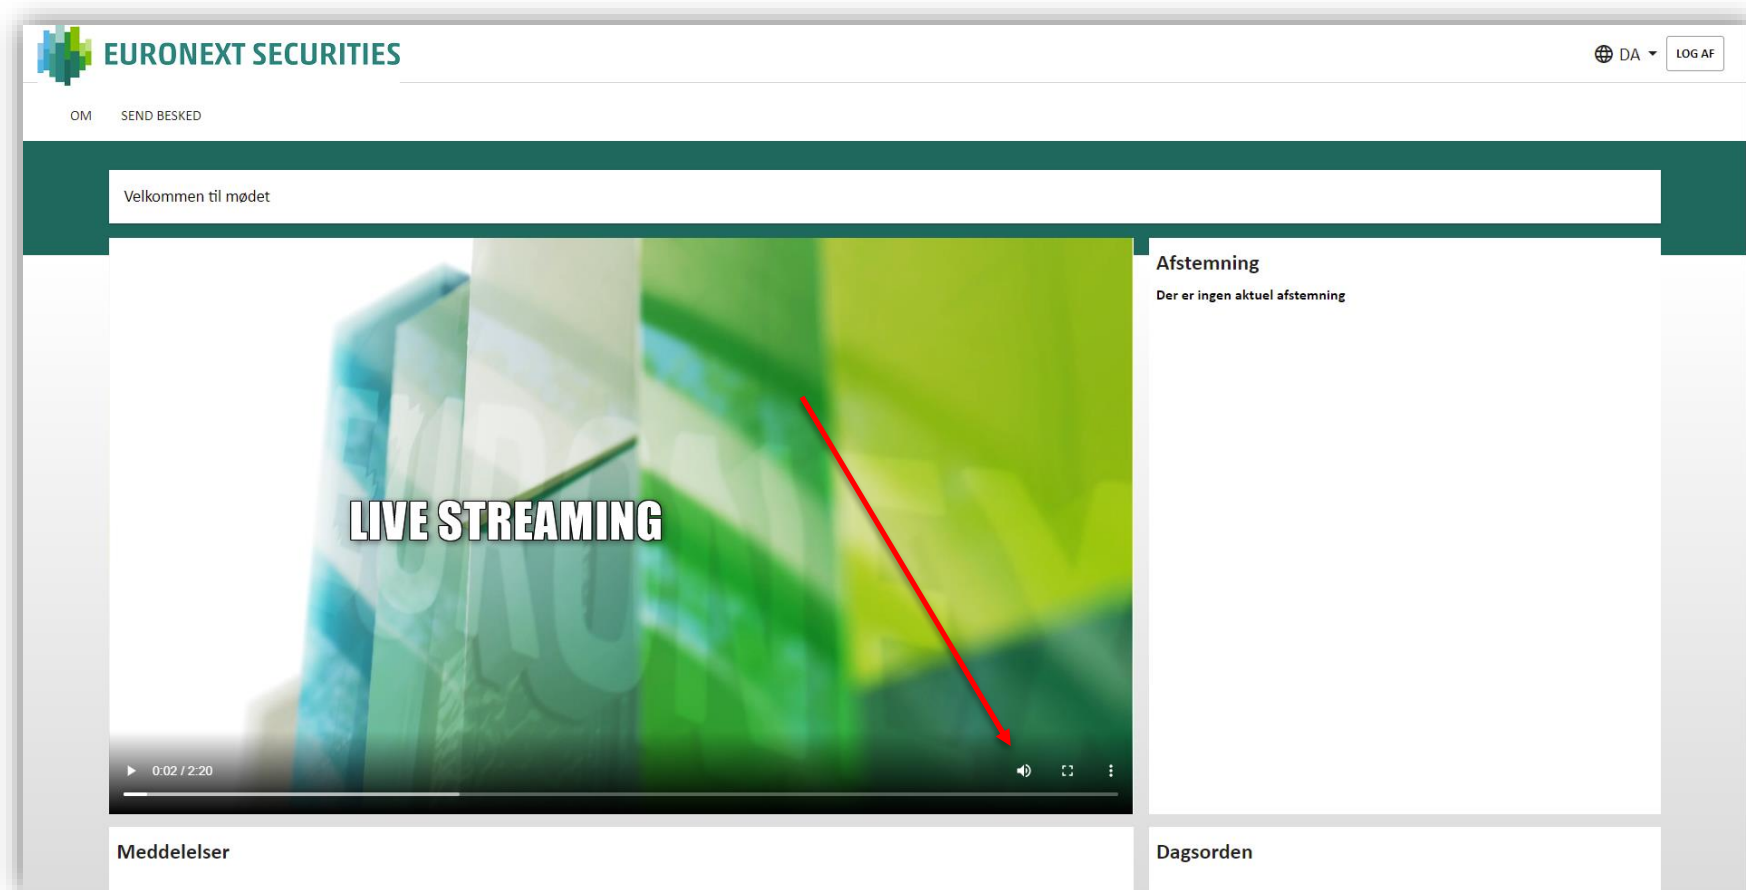 EURONEXT SECURITIES
DA
LOG AF
OM
SEND BESKED
Velkommen til mødet
LIVE STREAMING
0:02 / 2:20
Afstemning
Der er ingen aktuel afstemning
Meddelelser
Dagsorden